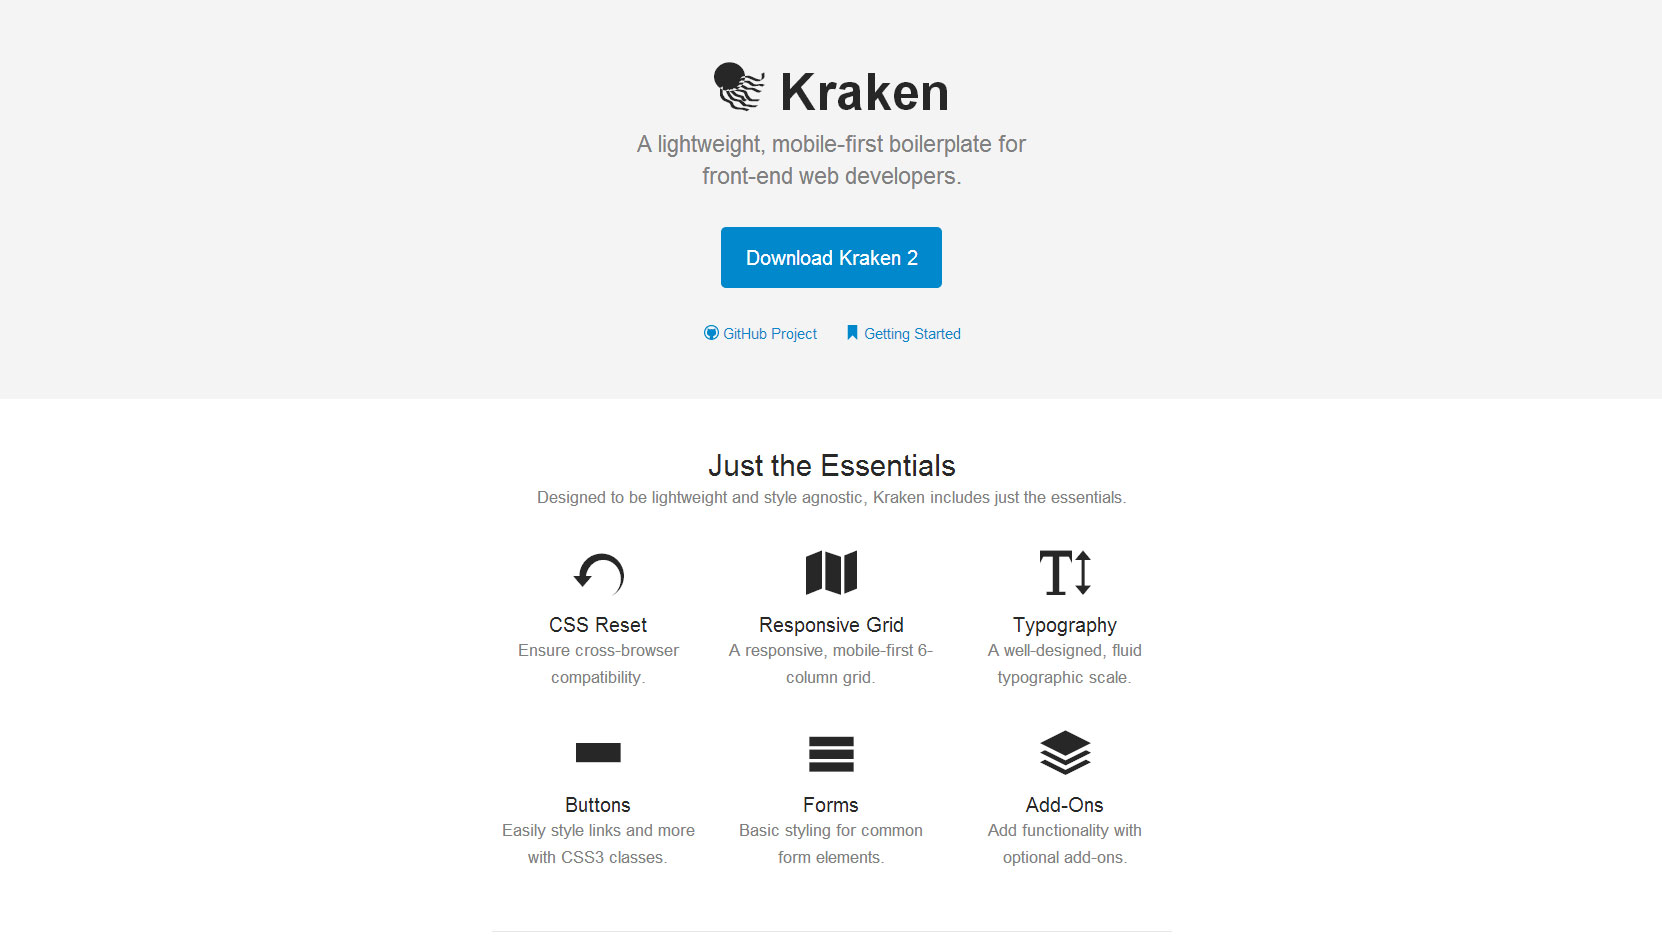 Kraken
A lightweight, mobile-first boilerplate for
front-end web developers.
Download Kraken 2
GitHub Project
Getting Started
Just the Essentials
Designed to be lightweight and style agnostic, Kraken includes just the essentials.
CSS Reset
Ensure cross-browser
compatibility.
Responsive Grid
A responsive, mobile-first 6-
column grid.
Typography
A well-designed, fluid
typographic scale.
Buttons
Easily style links and more
with CSS3 classes.
Forms
Basic styling for common
form elements.
Add-Ons
Add functionality with
optional add-ons.